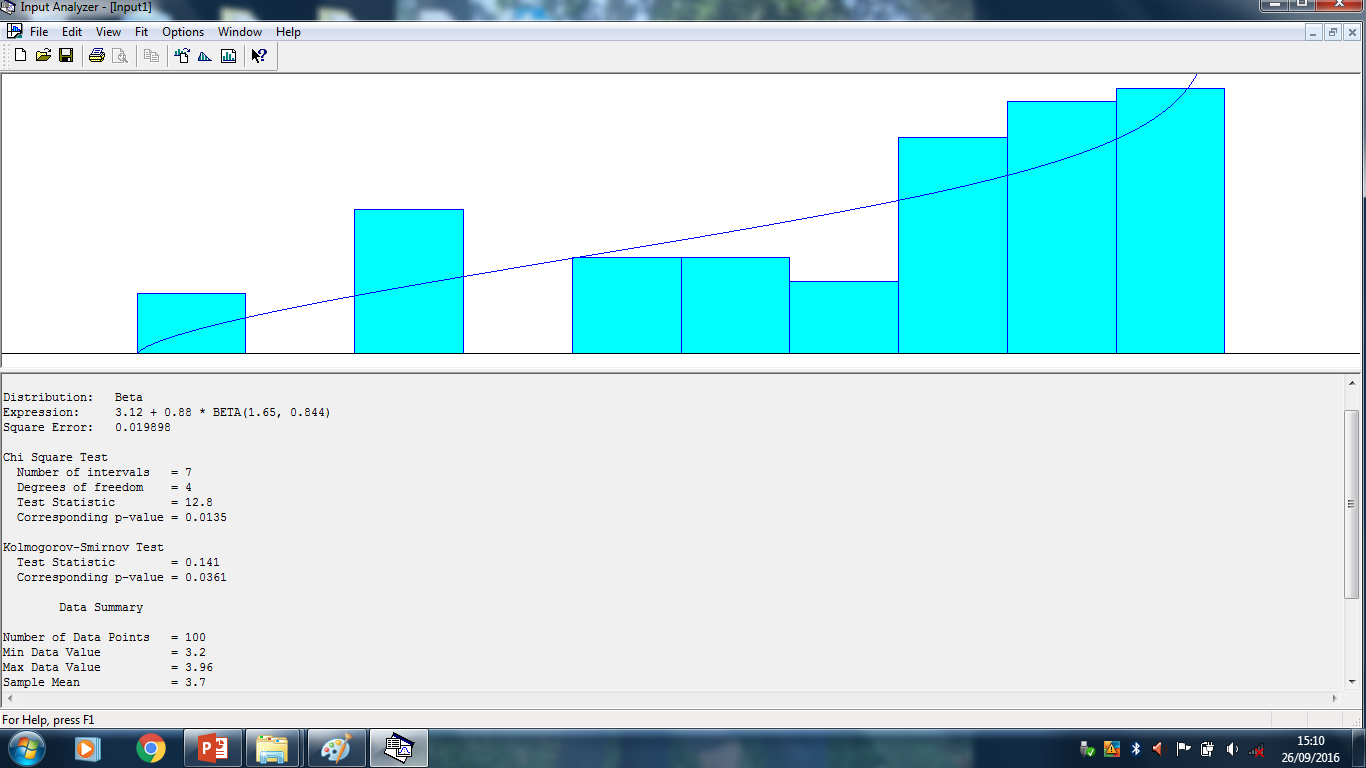 Input Analyzer - [Input1]
File Edit View Fit Options Window Help
Distribution: Beta
Expression: 3.12 + 0.88 * BETA(1.65, 0.844)
Square Error: 0.019898
Chi Square Test
Number of intervals = 7
Degrees of freedom = 4
Test Statistic = 12.8
Corresponding p-value = 0.0135
Kolmogorov-Smirnov Test
Test Statistic = 0.141
Corresponding p-value = 0.0361
Data Summary
Number of Data Points = 100
Min Data Value = 3.2
Max Data Value = 3.96
Sample Mean = 3.7
For Help, press F1
15:10
26/09/2016